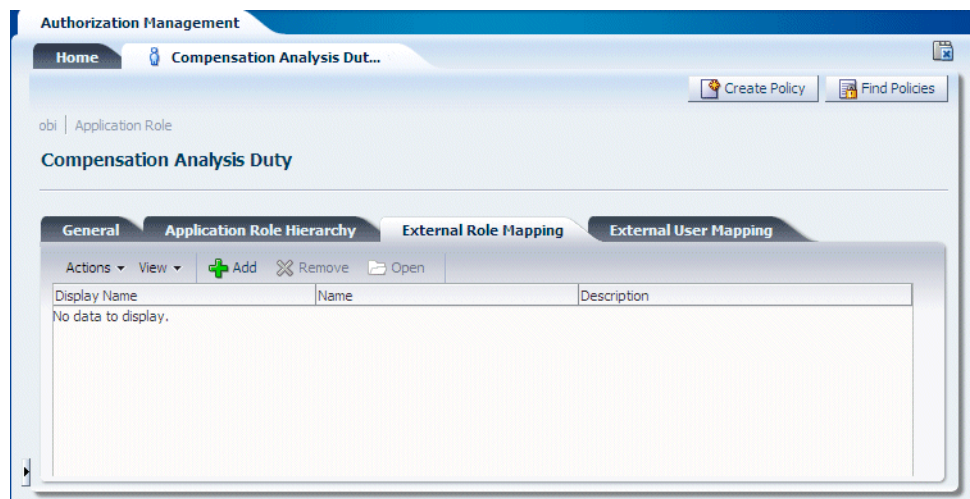 Authorization Management
Home Compensation Analysis Dut...
Create Policy Find Policies
obi | Application Role
Compensation Analysis Duty
General Application Role Hierarchy External Role Mapping External User Mapping
Actions View Add Remove Open
Display Name Name Description
No data to display.